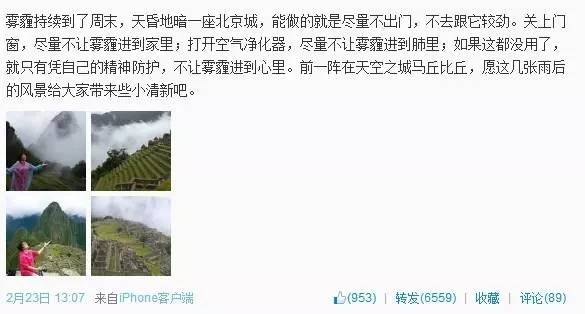 雾霾持续到了周末，天昏地暗一座北京城，能做的就是尽量不出门，不去跟它较劲。关上门
窗，尽量不让雾霾进到家里；打开空气净化器，尽量不让雾霾进到肺里；如果这都没用了，
就只有凭自己的精神防护，不让雾霾进到心里。前一阵在天空之城马丘比丘，愿这几张雨后
的风景给大家带来些小清新吧。
2月23日 13:07 来自iPhone客户端 (953) | 转发(6559) | 收藏 | 评论(89)